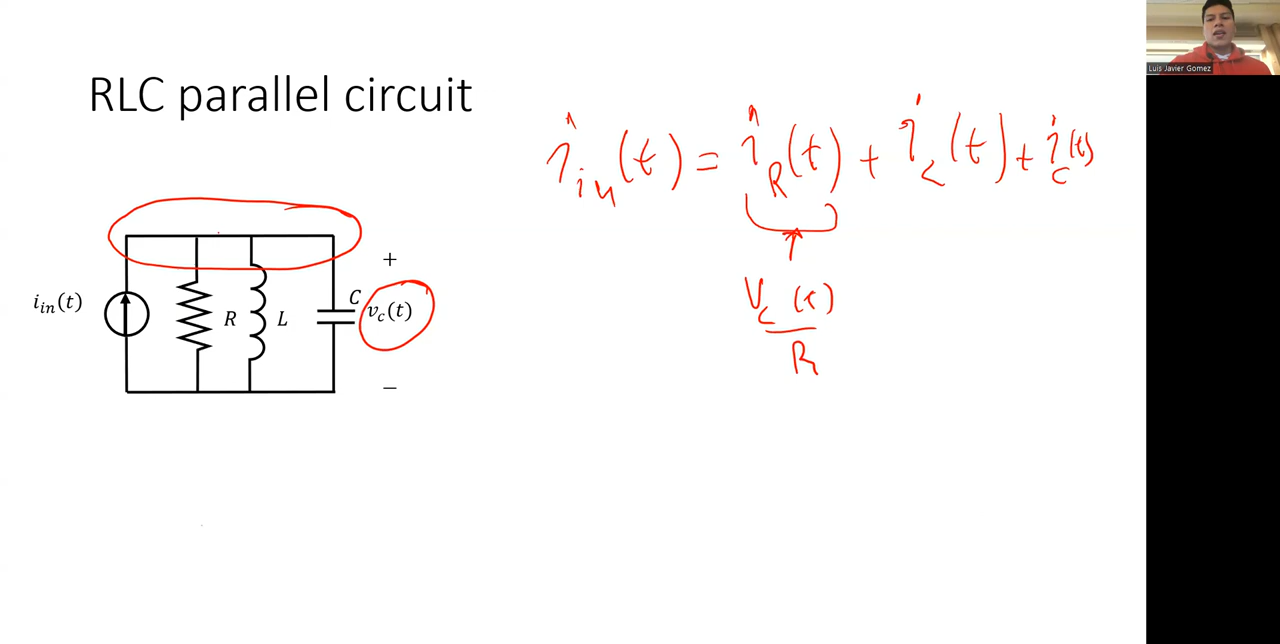 Luis Javier Gomez
RLC parallel circuit
i_in(t) = i_R(t) + i_L(t) + i_c(t)
v_c(t)
R
+
i_in(t)
R
L
C
v_c(t)
−